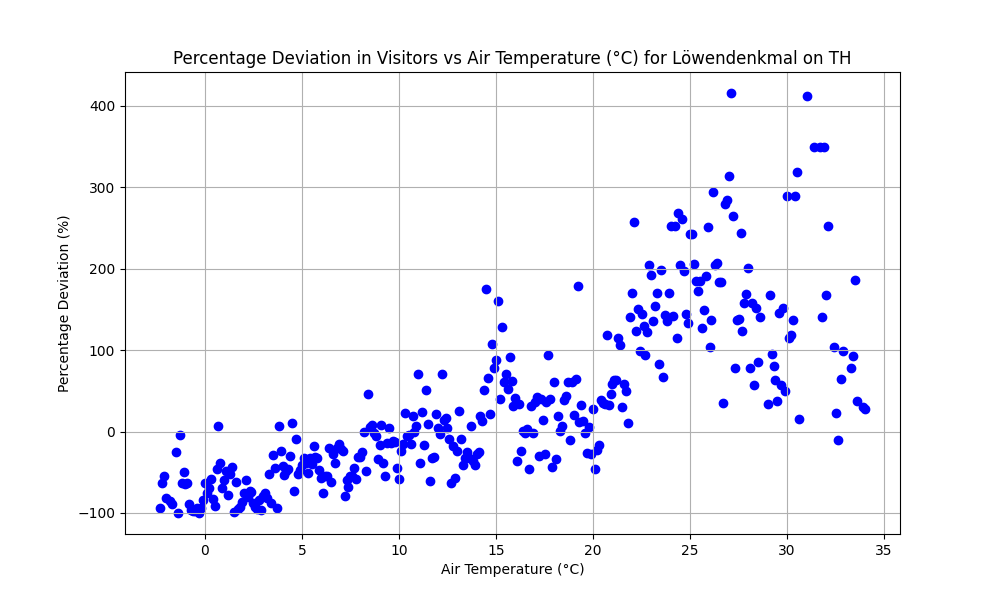 Percentage Deviation in Visitors vs Air Temperature (°C) for Löwendenkmal on TH
Percentage Deviation (%)
400
300
200
100
0
−100
0 5 10 15 20 25 30 35
Air Temperature (°C)